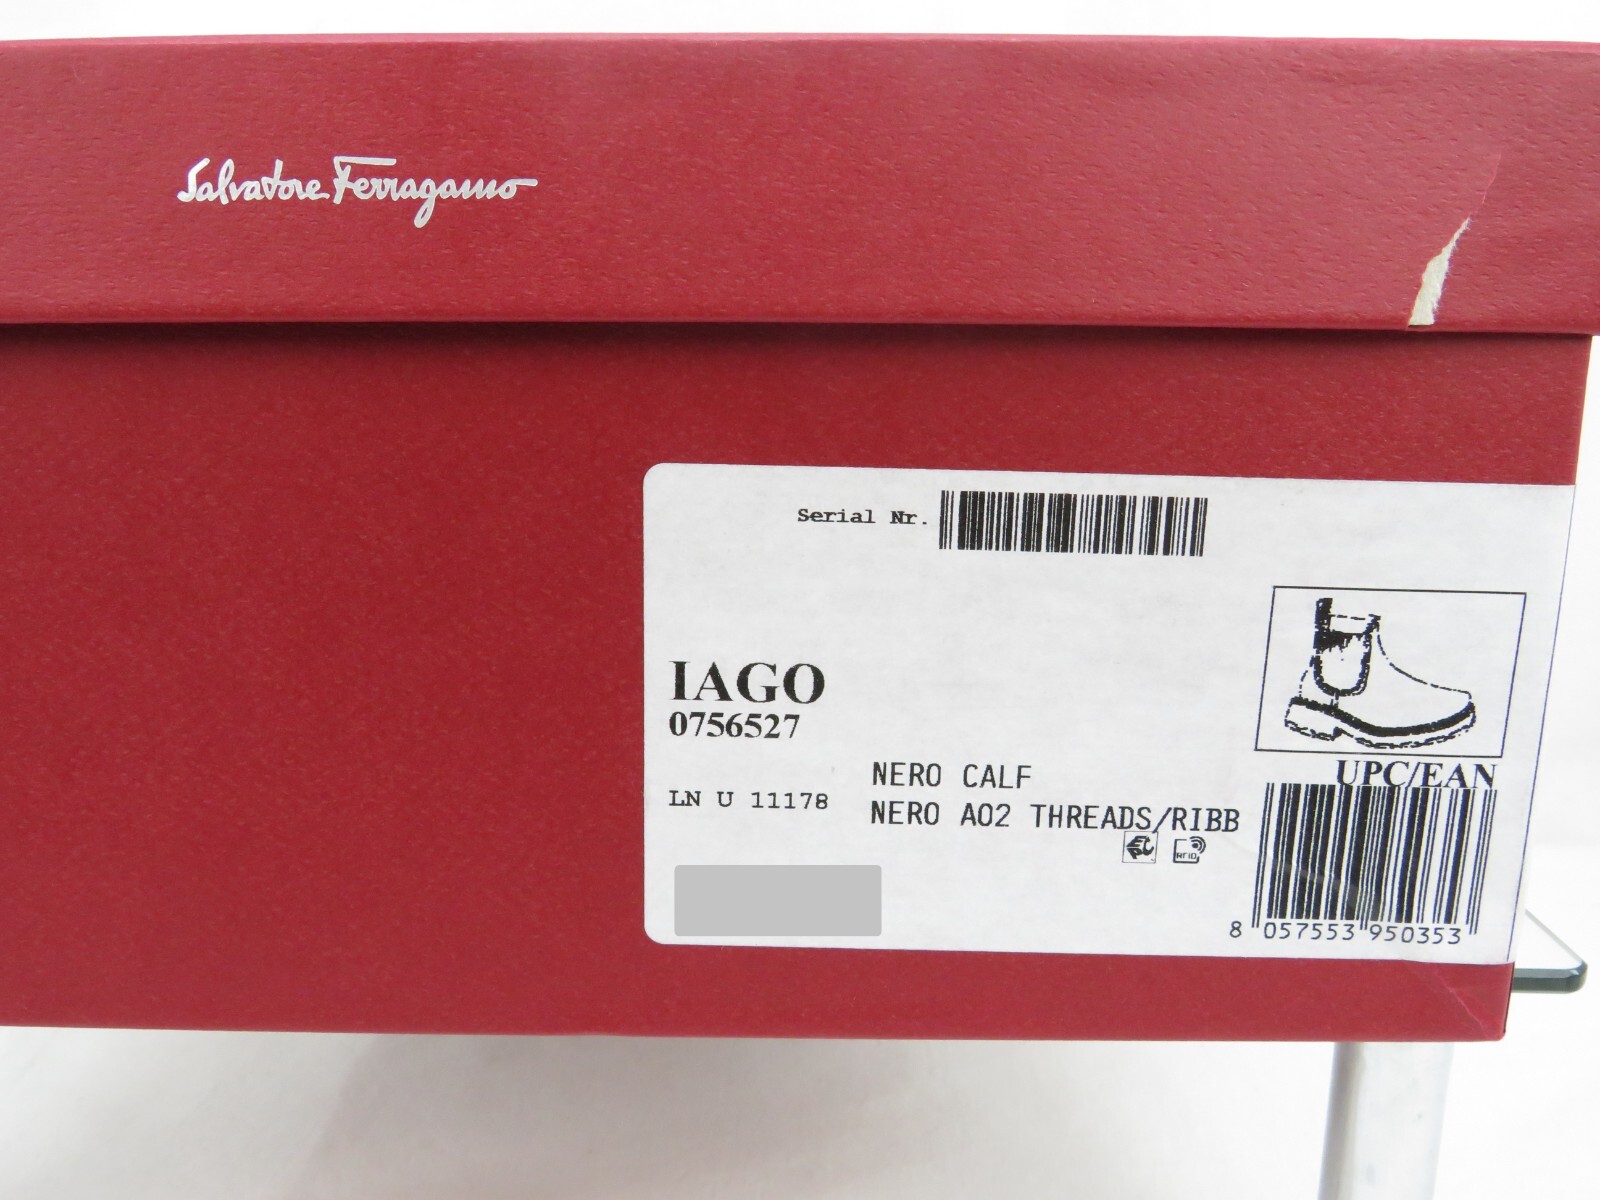 Salvatore Ferragamo
Serial Nr.
IAGO
0756527
LN U 11178
NERO CALF
NERO A02 THREADS/RIBB
RFID
UPC/EAN
8 057553 950353